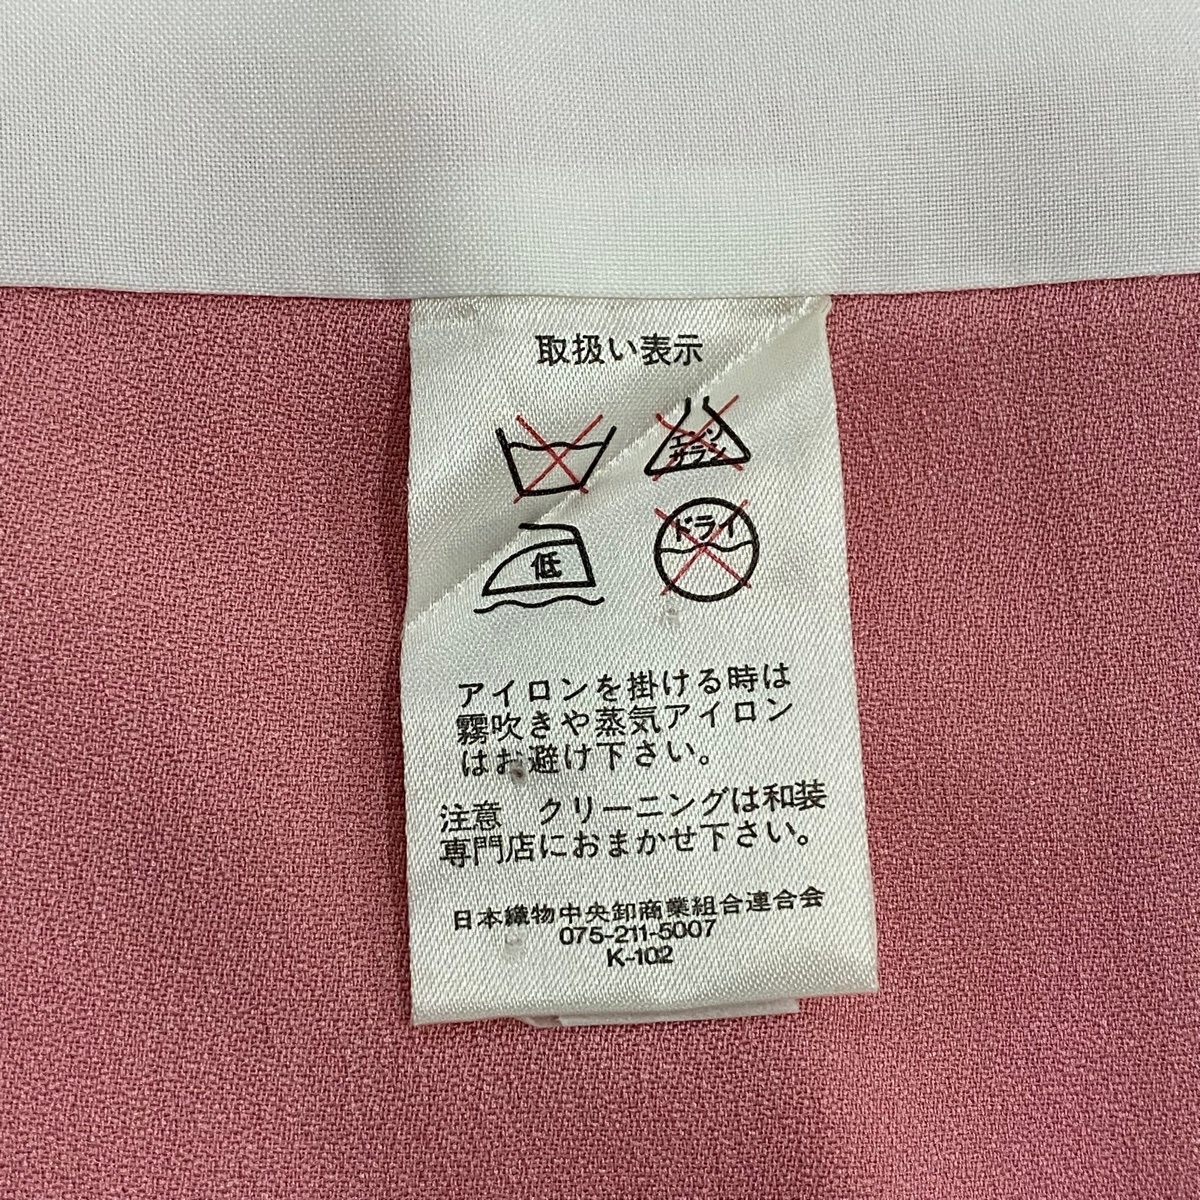 取扱い表示
エンソ
サラシ
低
ドライ
アイロンを掛ける時は
霧吹きや蒸気アイロン
はお避け下さい。
注意 クリーニングは和装
専門店におまかせ下さい。
日本織物中央卸商業組合連合会
075-211-5007
K-102